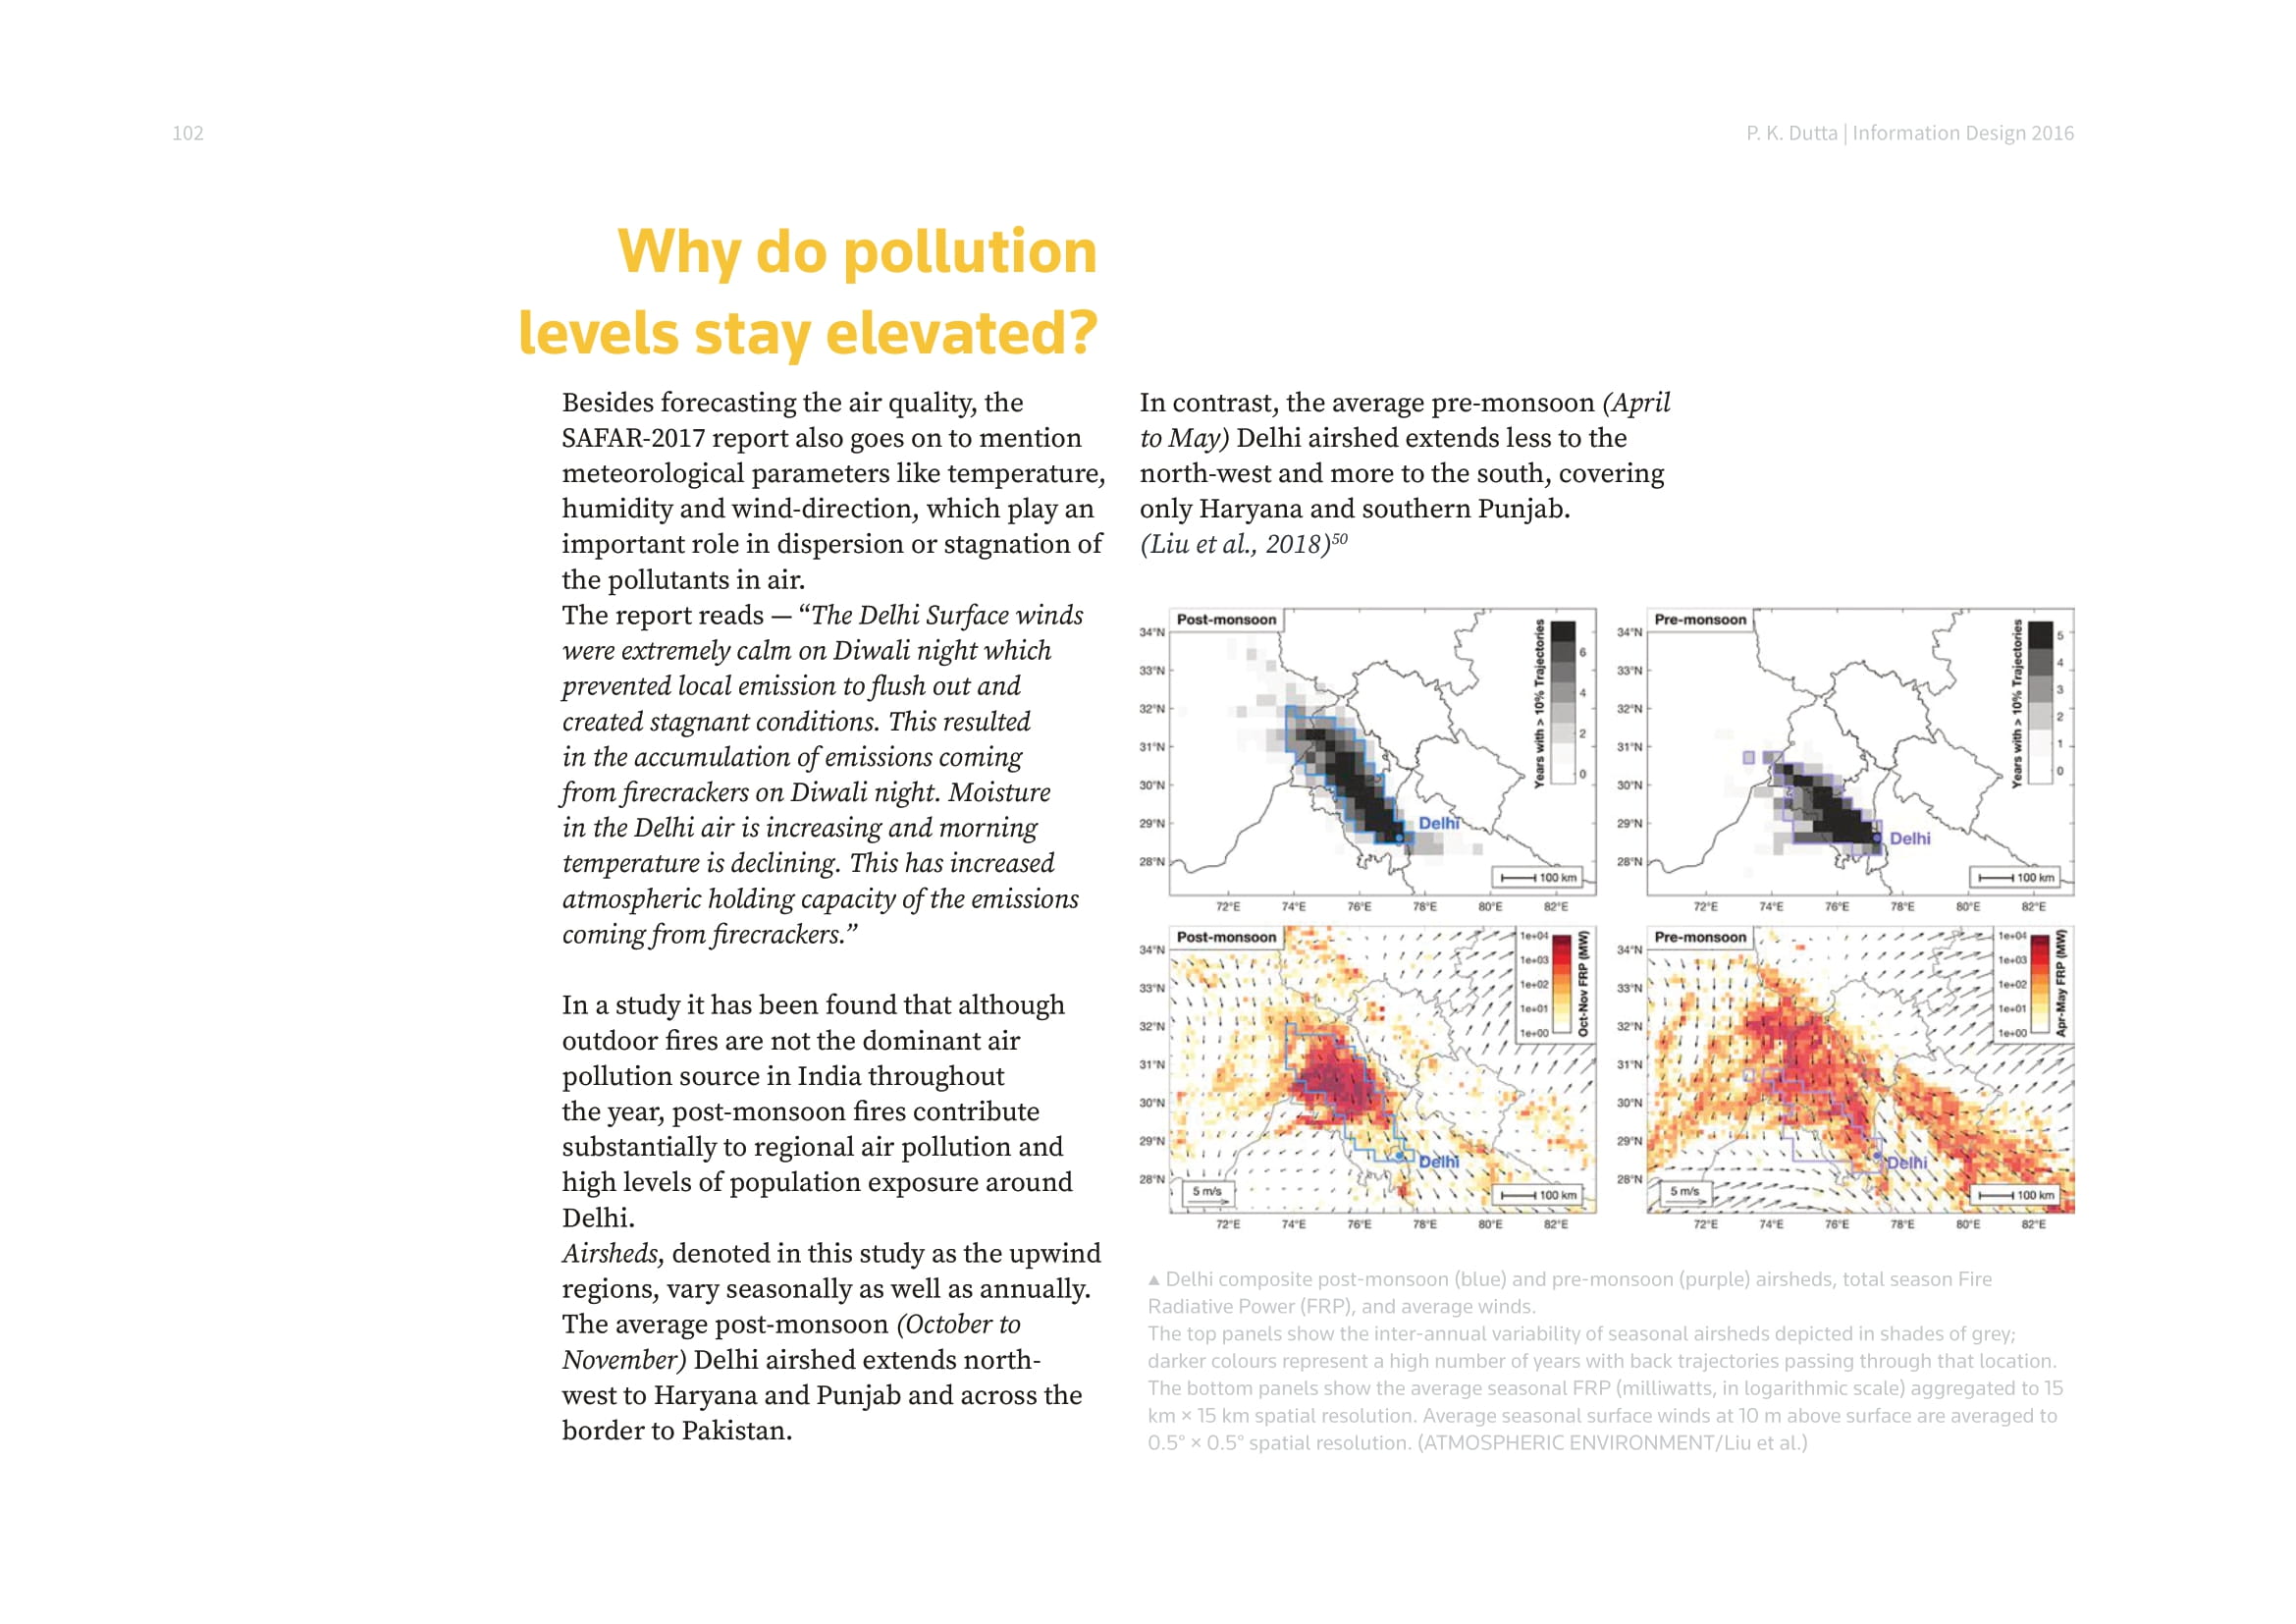 102
P. K. Dutta | Information Design 2016
Why do pollution
levels stay elevated?
Besides forecasting the air quality, the
SAFAR-2017 report also goes on to mention
meteorological parameters like temperature,
humidity and wind-direction, which play an
important role in dispersion or stagnation of
the pollutants in air.
The report reads — “The Delhi Surface winds
were extremely calm on Diwali night which
prevented local emission to flush out and
created stagnant conditions. This resulted
in the accumulation of emissions coming
from firecrackers on Diwali night. Moisture
in the Delhi air is increasing and morning
temperature is declining. This has increased
atmospheric holding capacity of the emissions
coming from firecrackers.”
In a study it has been found that although
outdoor fires are not the dominant air
pollution source in India throughout
the year, post-monsoon fires contribute
substantially to regional air pollution and
high levels of population exposure around
Delhi.
Airsheds, denoted in this study as the upwind
regions, vary seasonally as well as annually.
The average post-monsoon (October to
November) Delhi airshed extends north-
west to Haryana and Punjab and across the
border to Pakistan.
In contrast, the average pre-monsoon (April
to May) Delhi airshed extends less to the
north-west and more to the south, covering
only Haryana and southern Punjab.
(Liu et al., 2018)50
Post-monsoon
34°N
33°N
32°N
31°N
30°N
29°N
28°N
Years with > 10% Trajectories
6
4
2
0
Delhi
100 km
72°E 74°E 76°E 78°E 80°E 82°E
Pre-monsoon
34°N
33°N
32°N
31°N
30°N
29°N
28°N
Years with > 10% Trajectories
5
4
3
2
1
0
Delhi
100 km
72°E 74°E 76°E 78°E 80°E 82°E
Post-monsoon
34°N
33°N
32°N
31°N
30°N
29°N
28°N
1e+04
1e+03
1e+02
1e+01
1e+00
Oct-Nov FRP (MW)
Delhi
5 m/s
100 km
72°E 74°E 76°E 78°E 80°E 82°E
Pre-monsoon
34°N
33°N
32°N
31°N
30°N
29°N
28°N
1e+04
1e+03
1e+02
1e+01
1e+00
Apr-May FRP (MW)
Delhi
5 m/s
100 km
72°E 74°E 76°E 78°E 80°E 82°E
▲ Delhi composite post-monsoon (blue) and pre-monsoon (purple) airsheds, total season Fire
Radiative Power (FRP), and average winds.
The top panels show the inter-annual variability of seasonal airsheds depicted in shades of grey;
darker colours represent a high number of years with back trajectories passing through that location.
The bottom panels show the average seasonal FRP (milliwatts, in logarithmic scale) aggregated to 15
km × 15 km spatial resolution. Average seasonal surface winds at 10 m above surface are averaged to
0.5° × 0.5° spatial resolution. (ATMOSPHERIC ENVIRONMENT/Liu et al.)